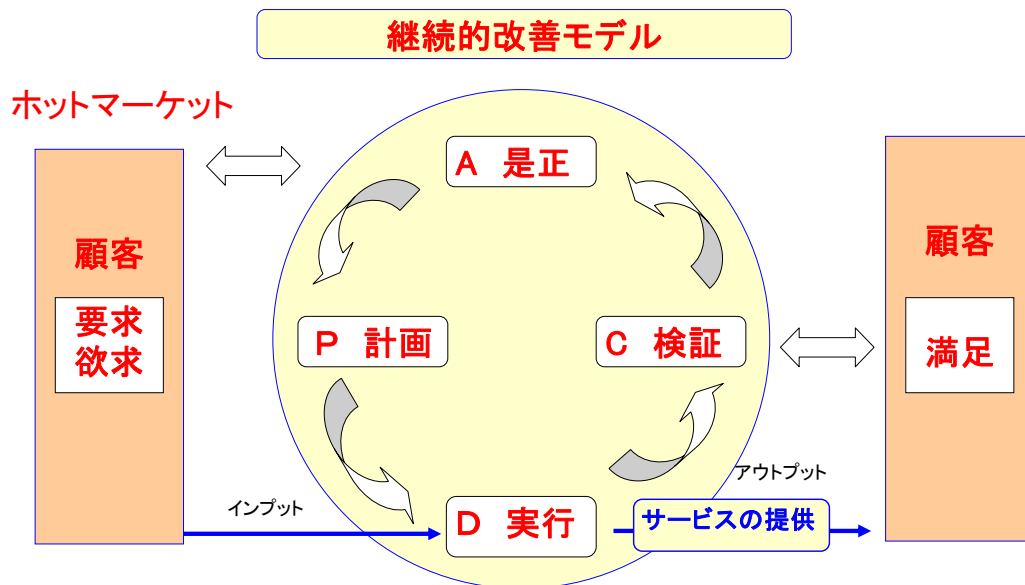 継続的改善モデル
ホットマーケット
A 是正
顧客
顧客
要求
欲求
P 計画
C 検証
満足
アウトプット
インプット
D 実行
サービスの提供